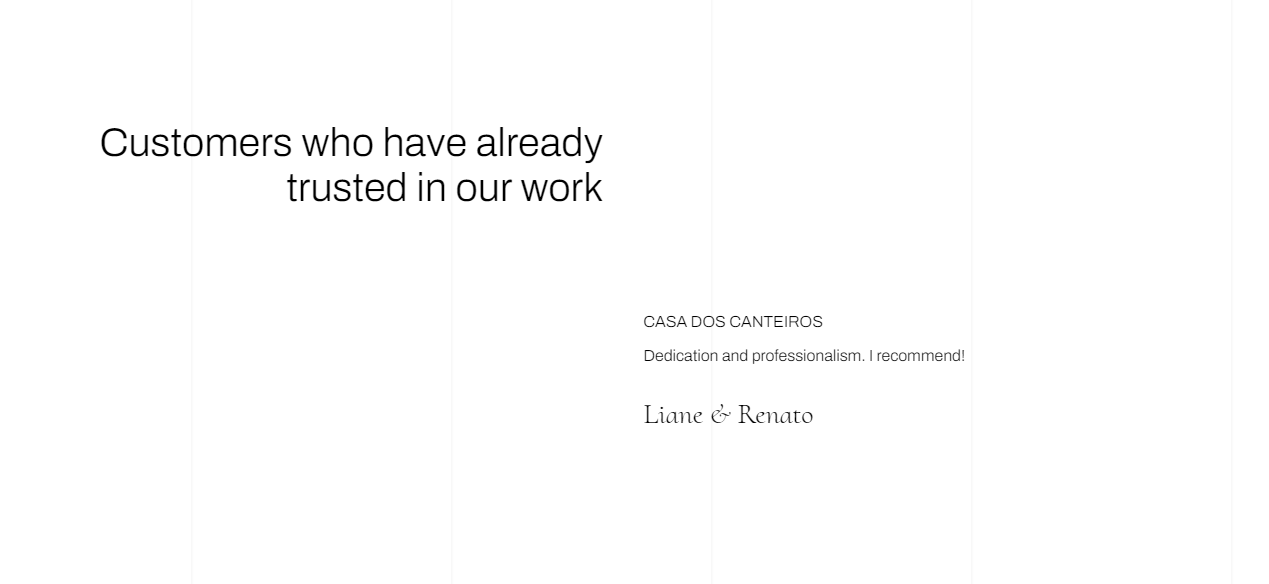 Customers who have already
trusted in our work
CASA DOS CANTEIROS
Dedication and professionalism. I recommend!
Liane & Renato